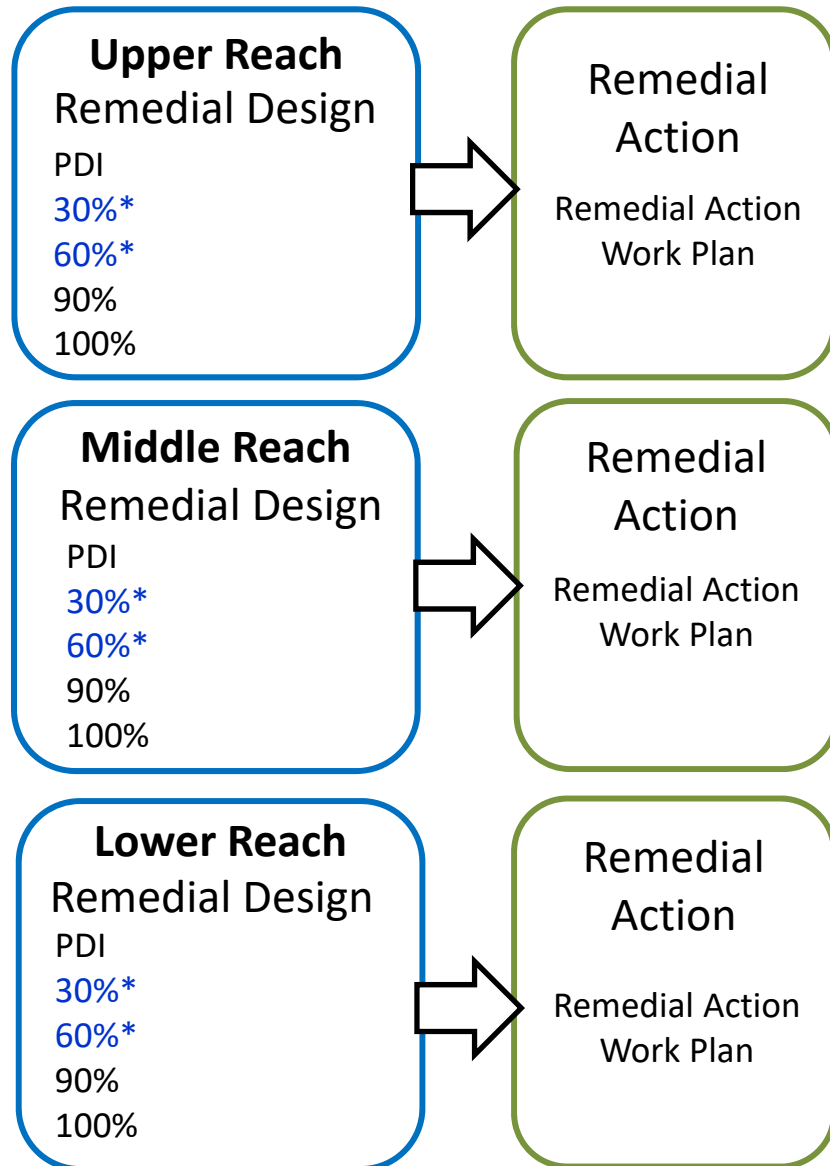 Upper Reach
Remedial Design
PDI
30%*
60%*
90%
100%
Remedial
Action
Remedial Action
Work Plan
Middle Reach
Remedial Design
PDI
30%*
60%*
90%
100%
Remedial
Action
Remedial Action
Work Plan
Lower Reach
Remedial Design
PDI
30%*
60%*
90%
100%
Remedial
Action
Remedial Action
Work Plan